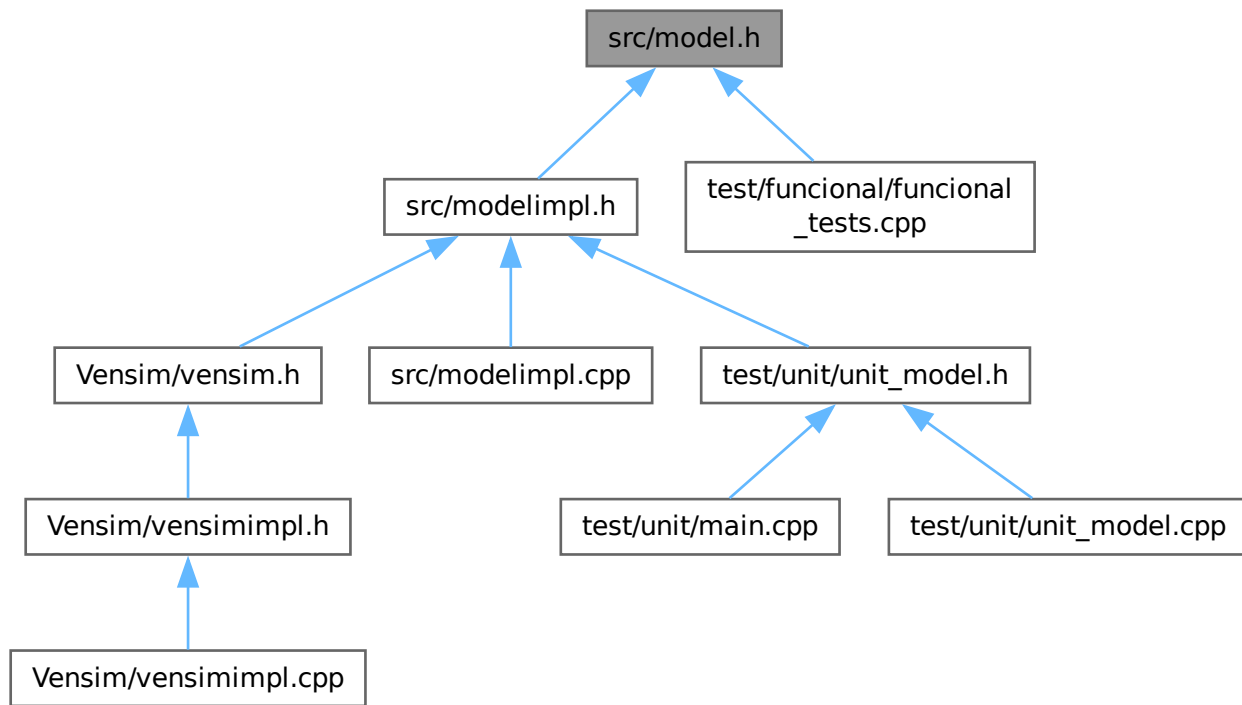 src/model.h
src/modelimpl.h
test/funcional/funcional
_tests.cpp
Vensim/vensim.h
src/modelimpl.cpp
test/unit/unit_model.h
Vensim/vensimimpl.h
test/unit/main.cpp
test/unit/unit_model.cpp
Vensim/vensimimpl.cpp